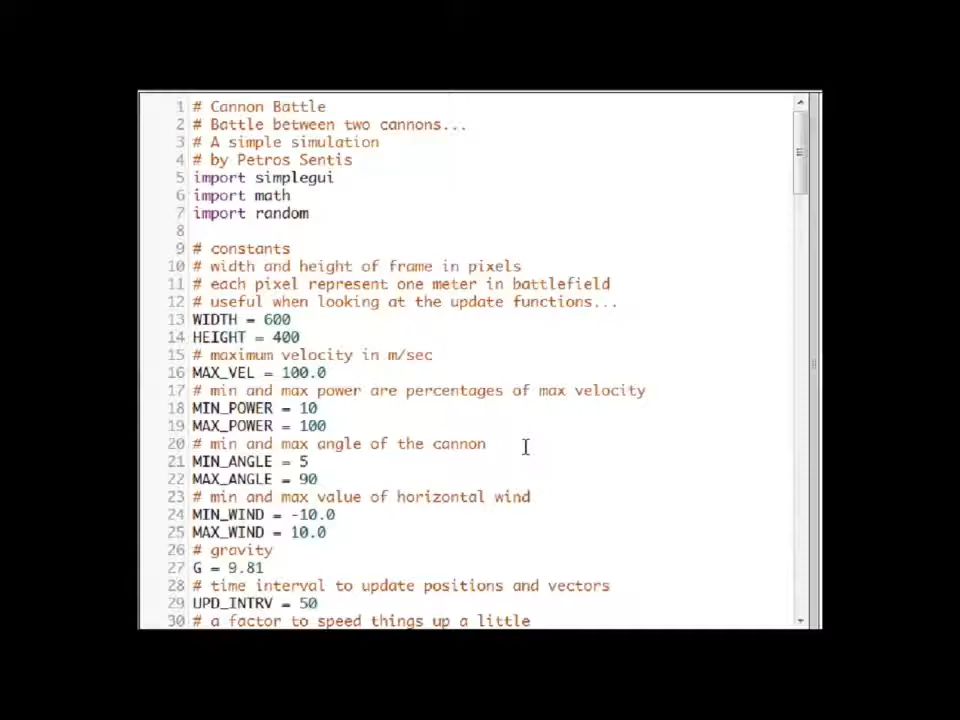 1 # Cannon Battle
2 # Battle between two cannons...
3 # A simple simulation
4 # by Petros Sentis
5 import simplegui
6 import math
7 import random
8
9 # constants
10 # width and height of frame in pixels
11 # each pixel represent one meter in battlefield
12 # useful when looking at the update functions...
13 WIDTH = 600
14 HEIGHT = 400
15 # maximum velocity in m/sec
16 MAX_VEL = 100.0
17 # min and max power are percentages of max velocity
18 MIN_POWER = 10
19 MAX_POWER = 100
20 # min and max angle of the cannon
21 MIN_ANGLE = 5
22 MAX_ANGLE = 90
23 # min and max value of horizontal wind
24 MIN_WIND = -10.0
25 MAX_WIND = 10.0
26 # gravity
27 G = 9.81
28 # time interval to update positions and vectors
29 UPD_INTRV = 50
30 # a factor to speed things up a little